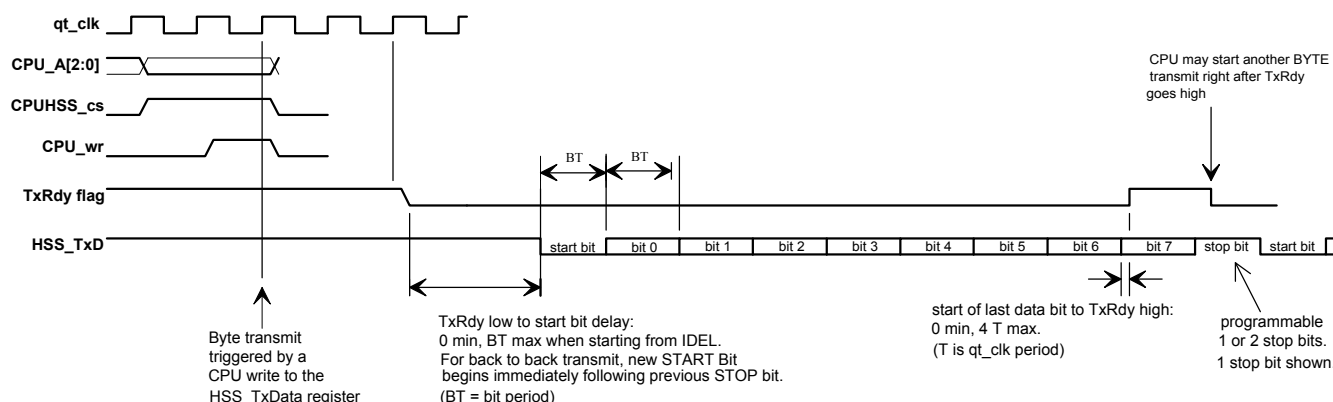 qt_clk
CPU_A[2:0]
CPUHSS_cs
CPU_wr
TxRdy flag
HSS_TxD
BT
BT
CPU may start another BYTE
transmit right after TxRdy
goes high
start bit
bit 0
bit 1
bit 2
bit 3
bit 4
bit 5
bit 6
bit 7
stop bit
start bit
Byte transmit
triggered by a
CPU write to the
HSS_TxData register
TxRdy low to start bit delay:
0 min, BT max when starting from IDEL.
For back to back transmit, new START Bit
begins immediately following previous STOP bit.
(BT = bit period)
start of last data bit to TxRdy high:
0 min, 4 T max.
(T is qt_clk period)
programmable
1 or 2 stop bits.
1 stop bit shown